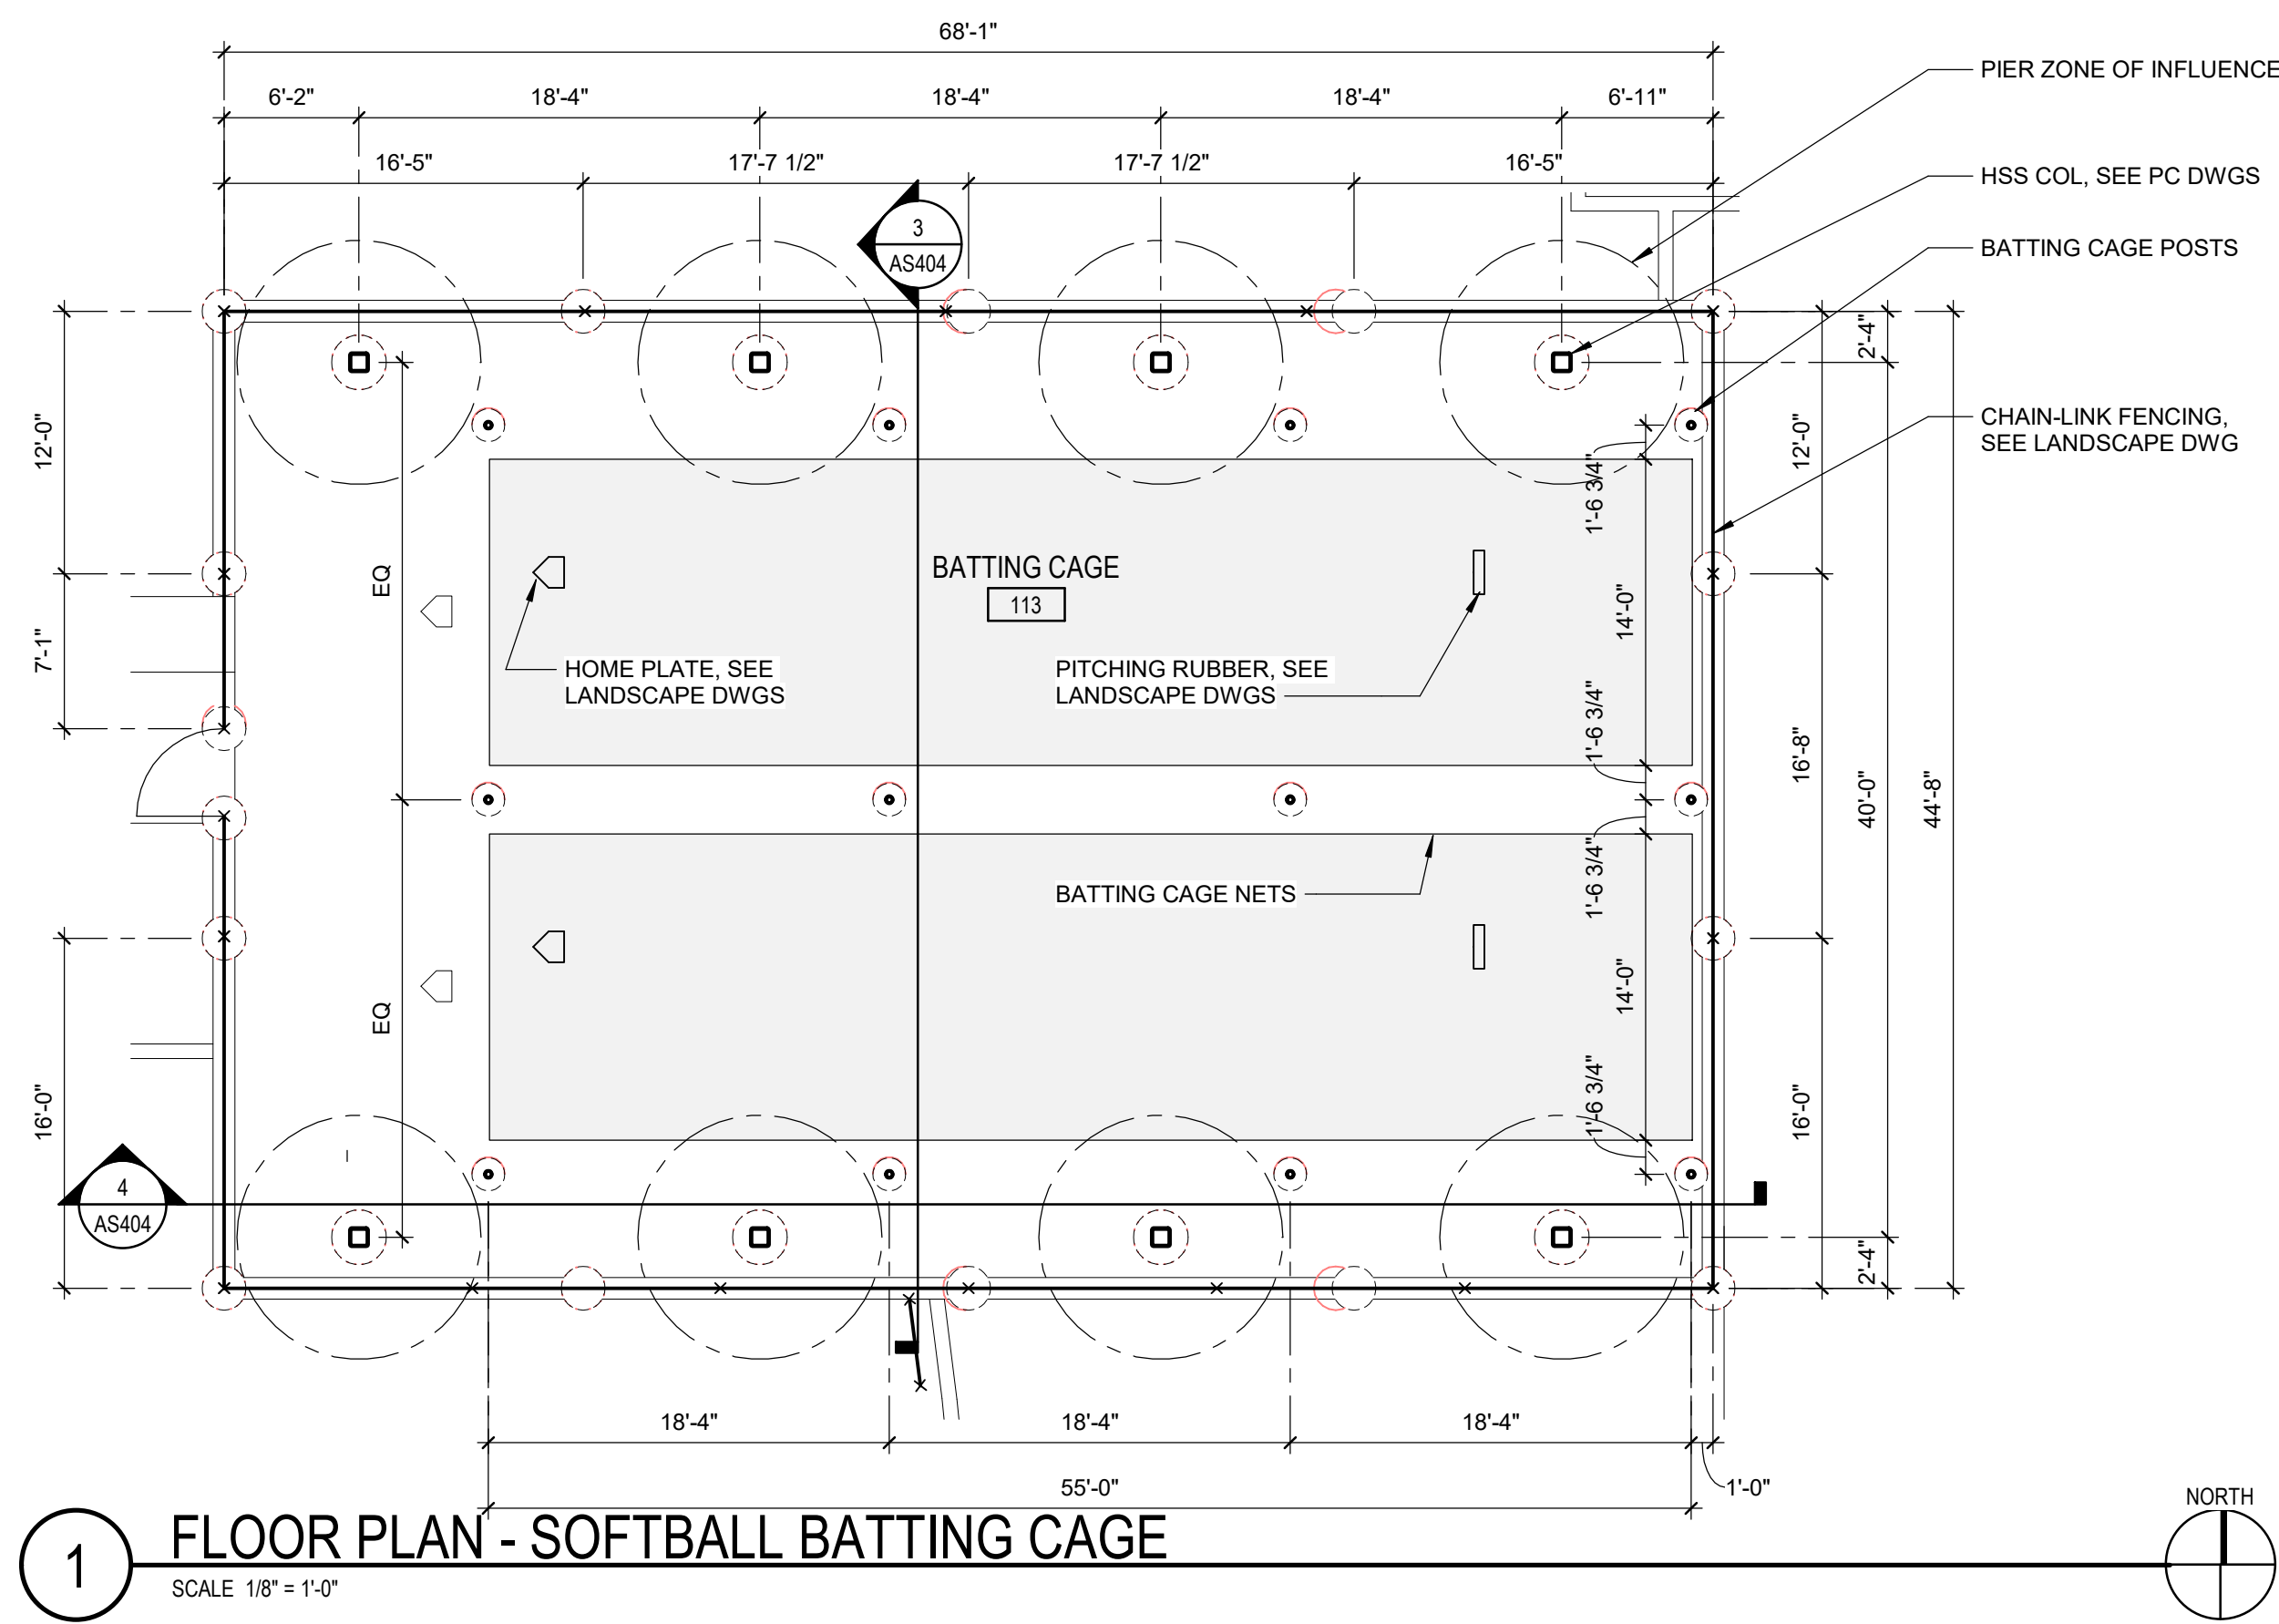 68'-1"
6'-2"
18'-4"
18'-4"
18'-4"
6'-11"
PIER ZONE OF INFLUENCE
16'-5"
17'-7 1/2"
17'-7 1/2"
16'-5"
HSS COL, SEE PC DWGS
3
AS404
BATTING CAGE POSTS
2'-4"
12'-0"
12'-0"
CHAIN-LINK FENCING,
SEE LANDSCAPE DWG
1'-6 3/4"
EQ
BATTING CAGE
113
14'-0"
7'-1"
HOME PLATE, SEE
LANDSCAPE DWGS
PITCHING RUBBER, SEE
LANDSCAPE DWGS
1'-6 3/4"
16'-8"
40'-0"
44'-8"
1'-6 3/4"
BATTING CAGE NETS
EQ
14'-0"
16'-0"
1'-6 3/4"
16'-0"
4
AS404
2'-4"
18'-4"
18'-4"
18'-4"
55'-0"
1'-0"
NORTH
1
FLOOR PLAN - SOFTBALL BATTING CAGE
SCALE 1/8" = 1'-0"